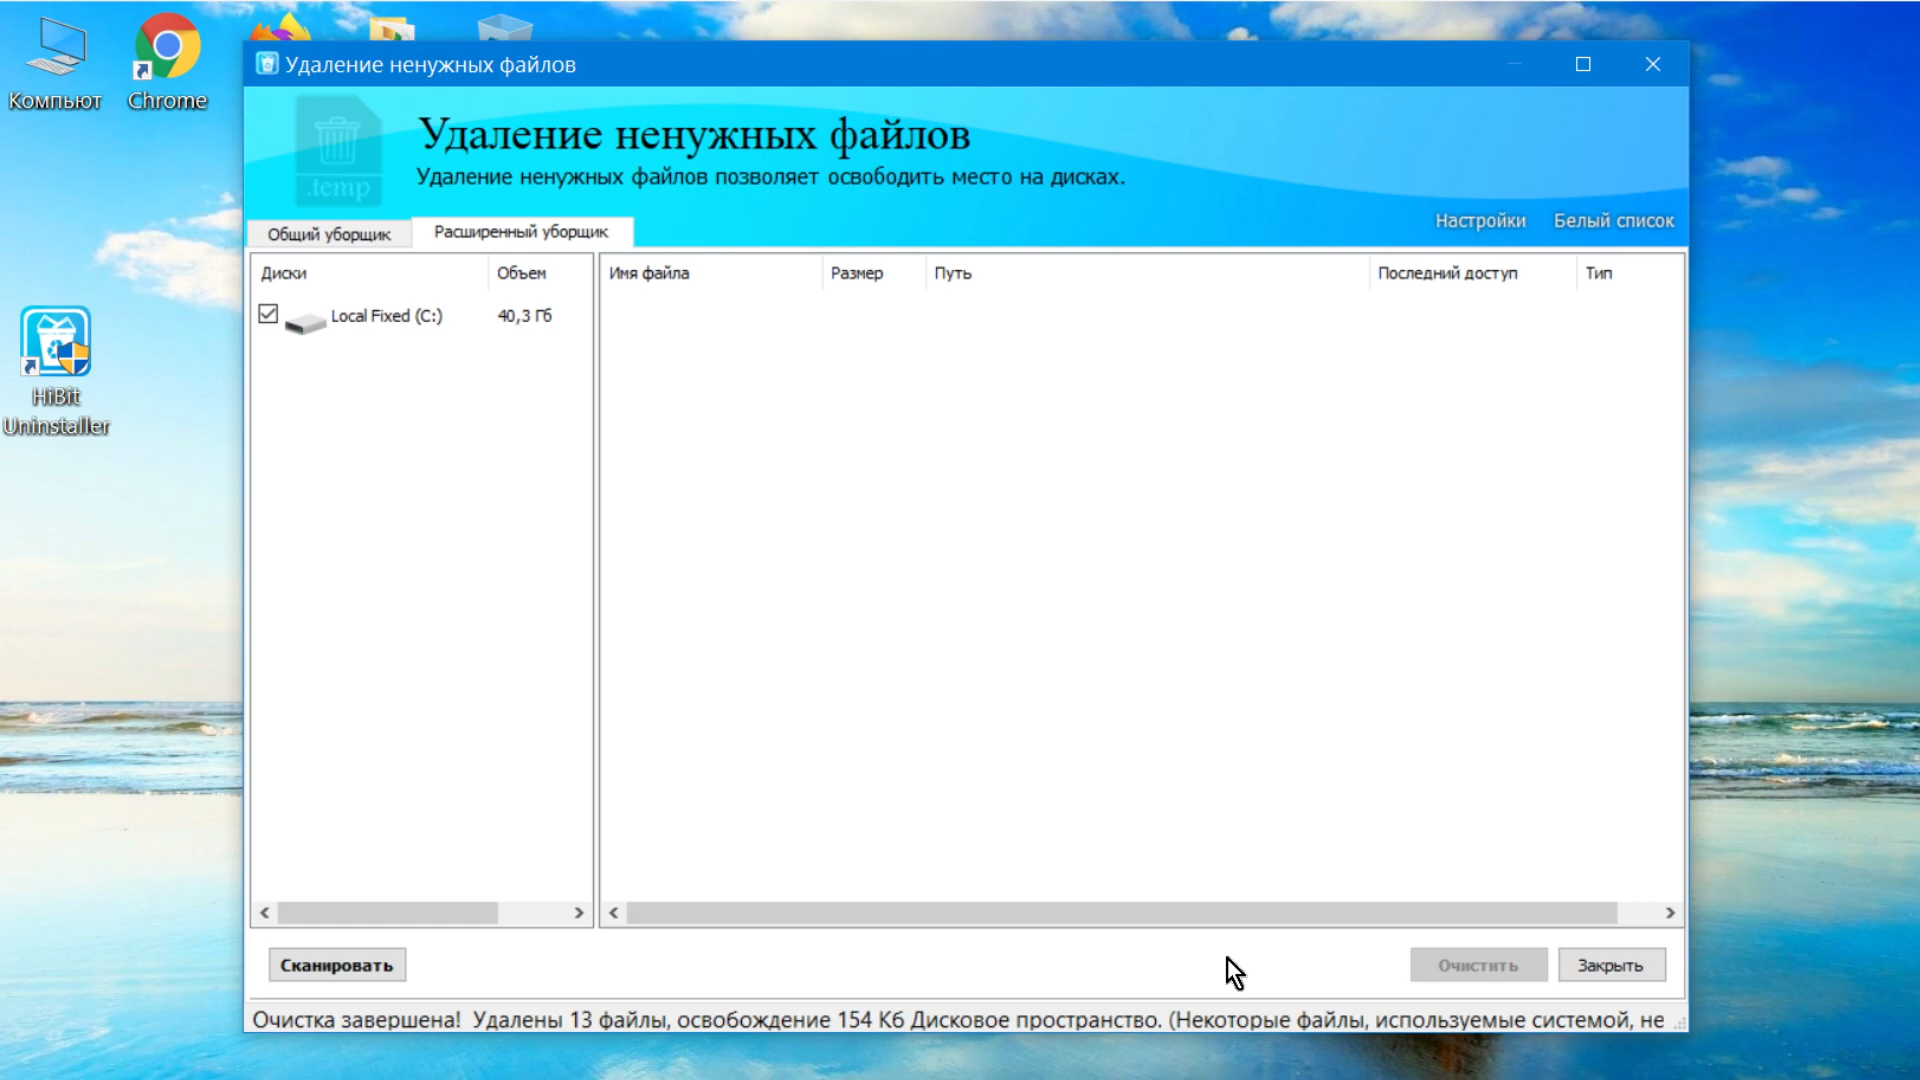 Компьют
Chrome
HiBit
Uninstaller
Удаление ненужных файлов
.temp
Удаление ненужных файлов
Удаление ненужных файлов позволяет освободить место на дисках.
Настройки Белый список
Общий уборщик Расширенный уборщик
Диски Объем Имя файла Размер Путь Последний доступ Тип
Local Fixed (C:) 40,3 Гб
Сканировать Очистить Закрыть
Очистка завершена! Удалены 13 файлы, освобождение 154 Кб Дисковое пространство. (Некоторые файлы, используемые системой, не